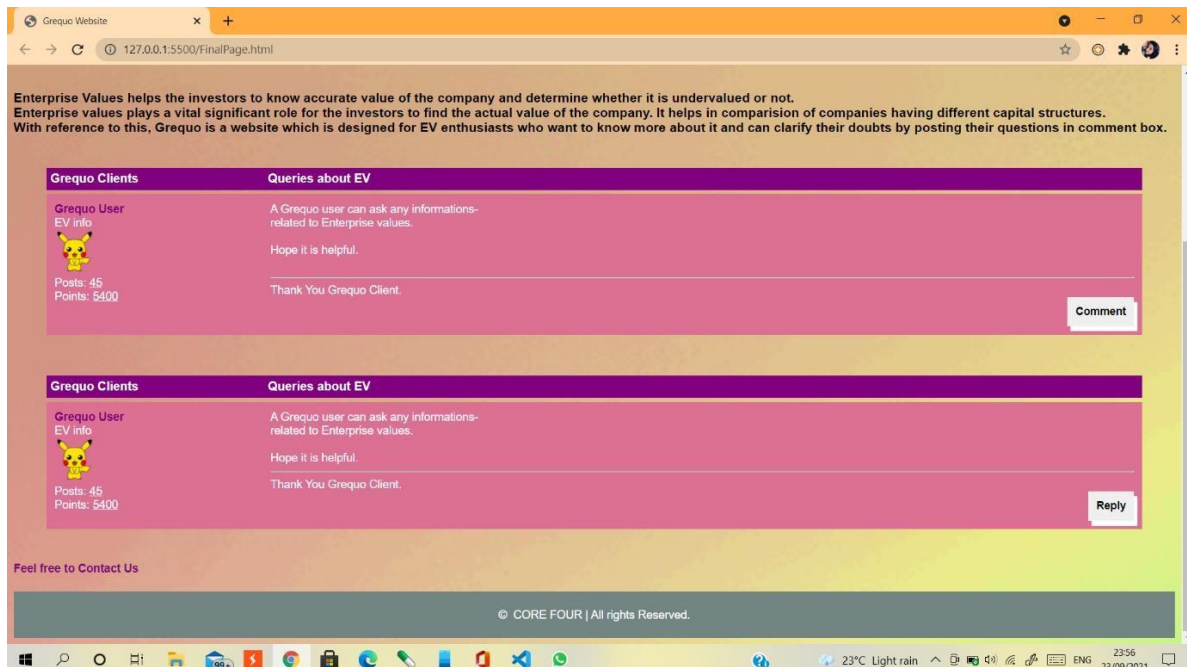 Grequo Website
127.0.0.1:5500/FinalPage.html
Enterprise Values helps the investors to know accurate value of the company and determine whether it is undervalued or not.
Enterprise values plays a vital significant role for the investors to find the actual value of the company. It helps in comparision of companies having different capital structures.
With reference to this, Grequo is a website which is designed for EV enthusiasts who want to know more about it and can clarify their doubts by posting their questions in comment box.
Grequo Clients Queries about EV
Grequo User
EV info
Posts: 45
Points: 5400
A Grequo user can ask any informations-
related to Enterprise values.
Hope it is helpful.
Thank You Grequo Client.
Comment
Grequo Clients Queries about EV
Grequo User
EV info
Posts: 45
Points: 5400
A Grequo user can ask any informations-
related to Enterprise values.
Hope it is helpful.
Thank You Grequo Client.
Reply
Feel free to Contact Us
© CORE FOUR | All rights Reserved.
99+
23°C Light rain
ENG
23:56
23/09/2021